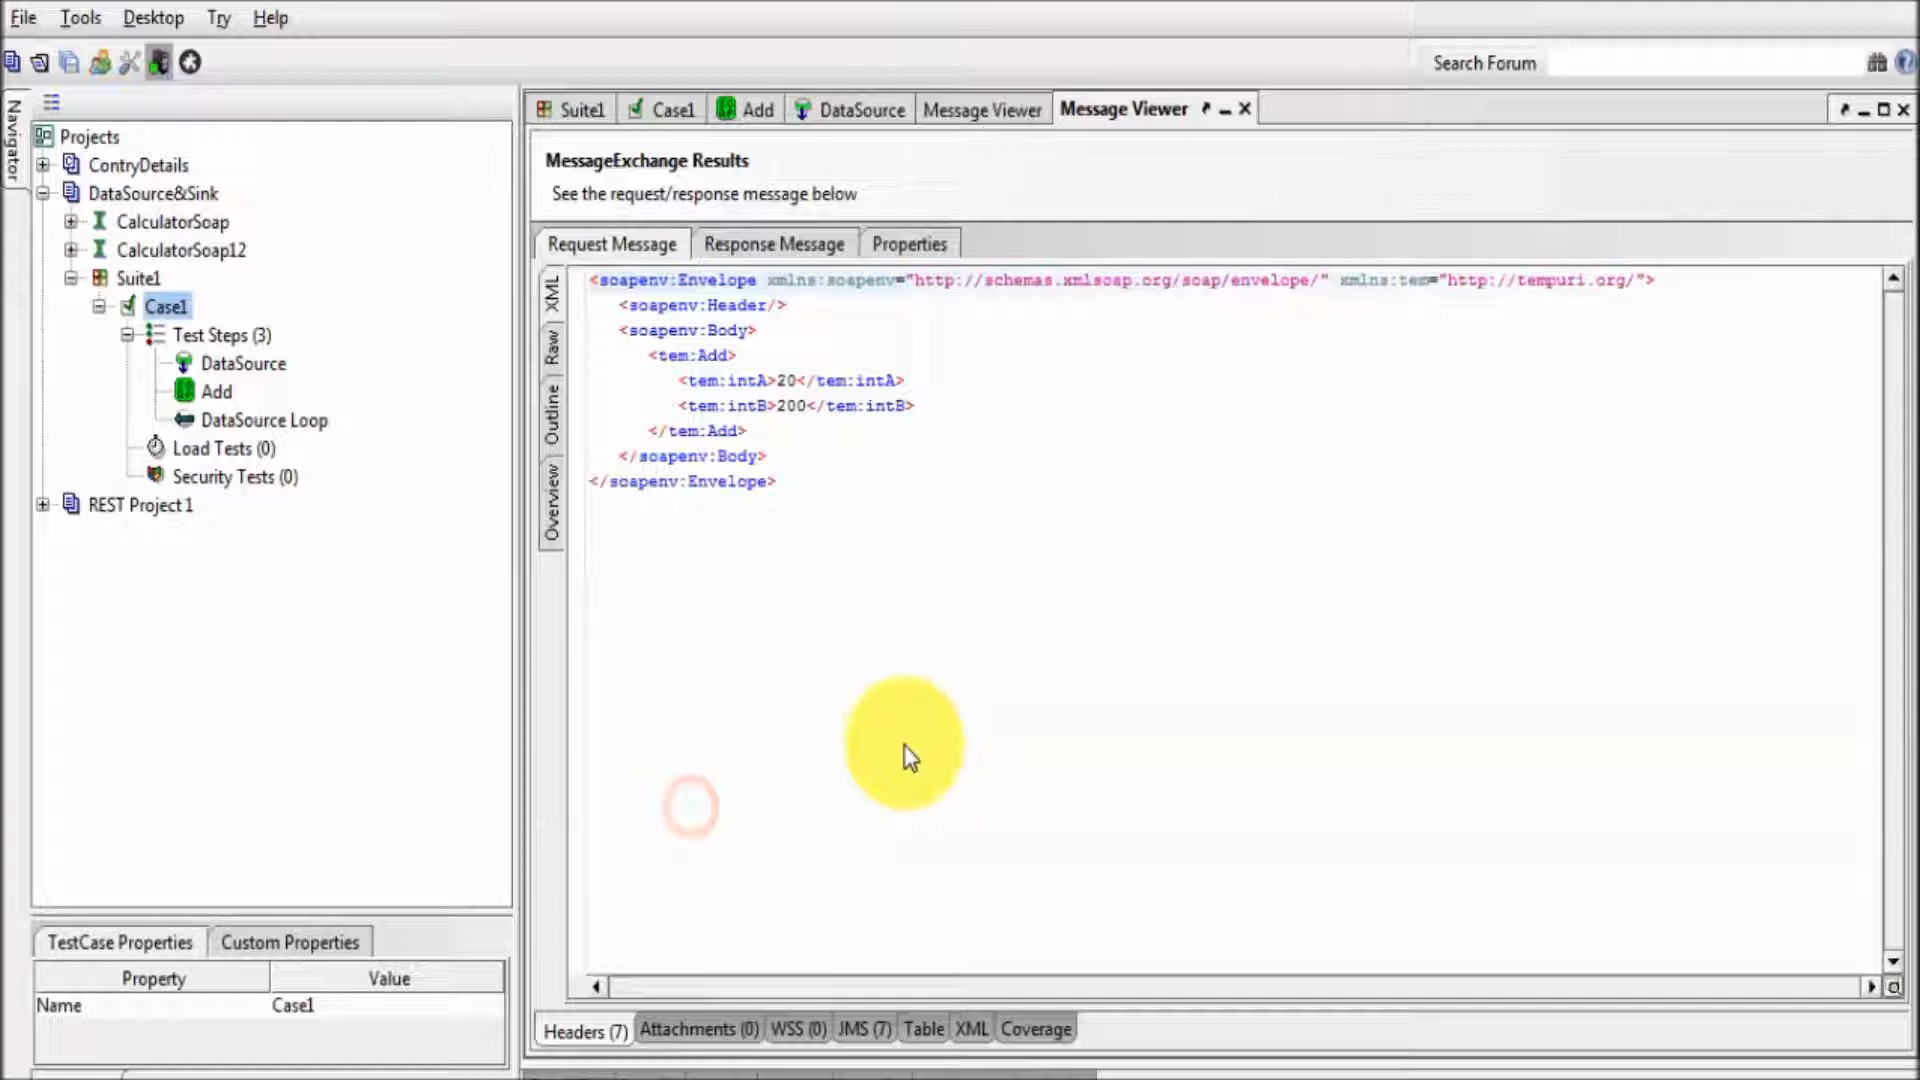 File Tools Desktop Try Help
Search Forum
Navigator
Projects
ContryDetails
DataSource&Sink
CalculatorSoap
CalculatorSoap12
Suite1
Case1
Test Steps (3)
DataSource
Add
DataSource Loop
Load Tests (0)
Security Tests (0)
REST Project 1
TestCase Properties Custom Properties
Property Value
Name Case1
Suite1 Case1 Add DataSource Message Viewer Message Viewer
MessageExchange Results
See the request/response message below
Request Message Response Message Properties
XML
Raw
Outline
Overview
<soapenv:Envelope xmlns:soapenv="http://schemas.xmlsoap.org/soap/envelope/" xmlns:tem="http://tempuri.org/">
<soapenv:Header/>
<soapenv:Body>
<tem:Add>
<tem:intA>20</tem:intA>
<tem:intB>200</tem:intB>
</tem:Add>
</soapenv:Body>
</soapenv:Envelope>
Headers (7) Attachments (0) WSS (0) JMS (7) Table XML Coverage